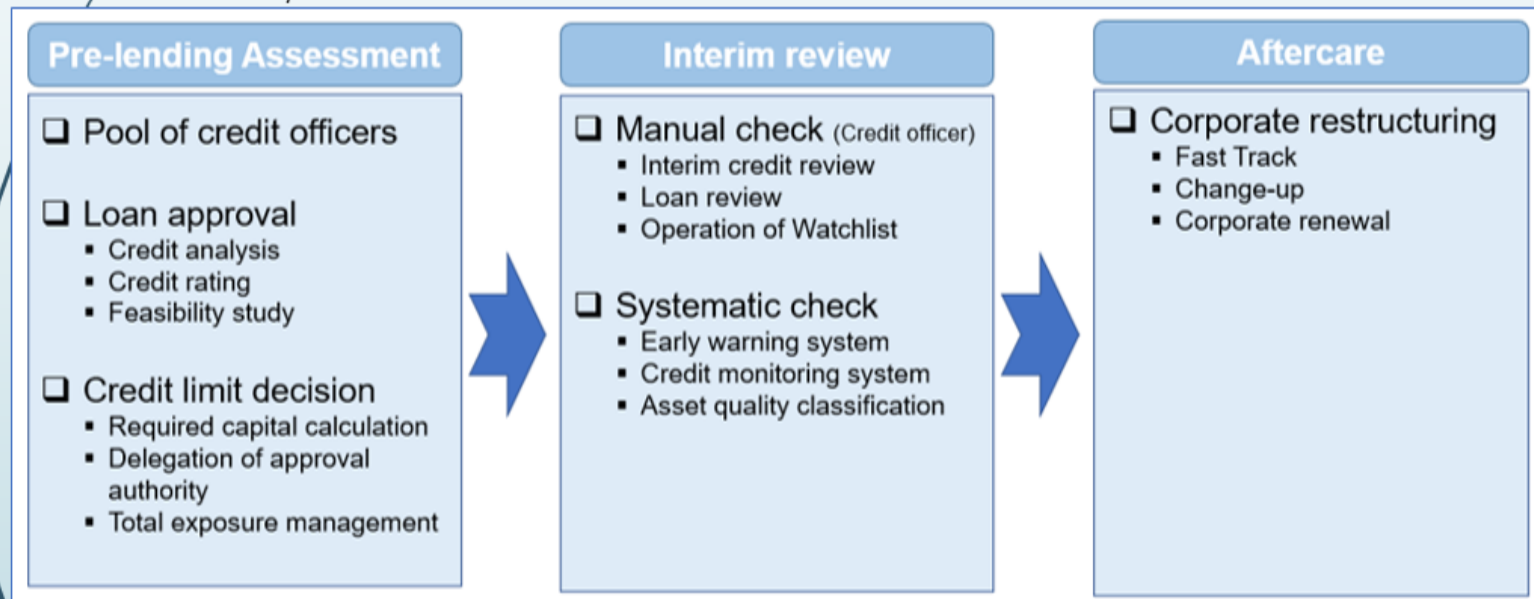 Pre-lending Assessment
Pool of credit officers
Loan approval
Credit analysis
Credit rating
Feasibility study
Credit limit decision
Required capital calculation
Delegation of approval
authority
Total exposure management
Interim review
Manual check (Credit officer)
Interim credit review
Loan review
Operation of Watchlist
Systematic check
Early warning system
Credit monitoring system
Asset quality classification
Aftercare
Corporate restructuring
Fast Track
Change-up
Corporate renewal